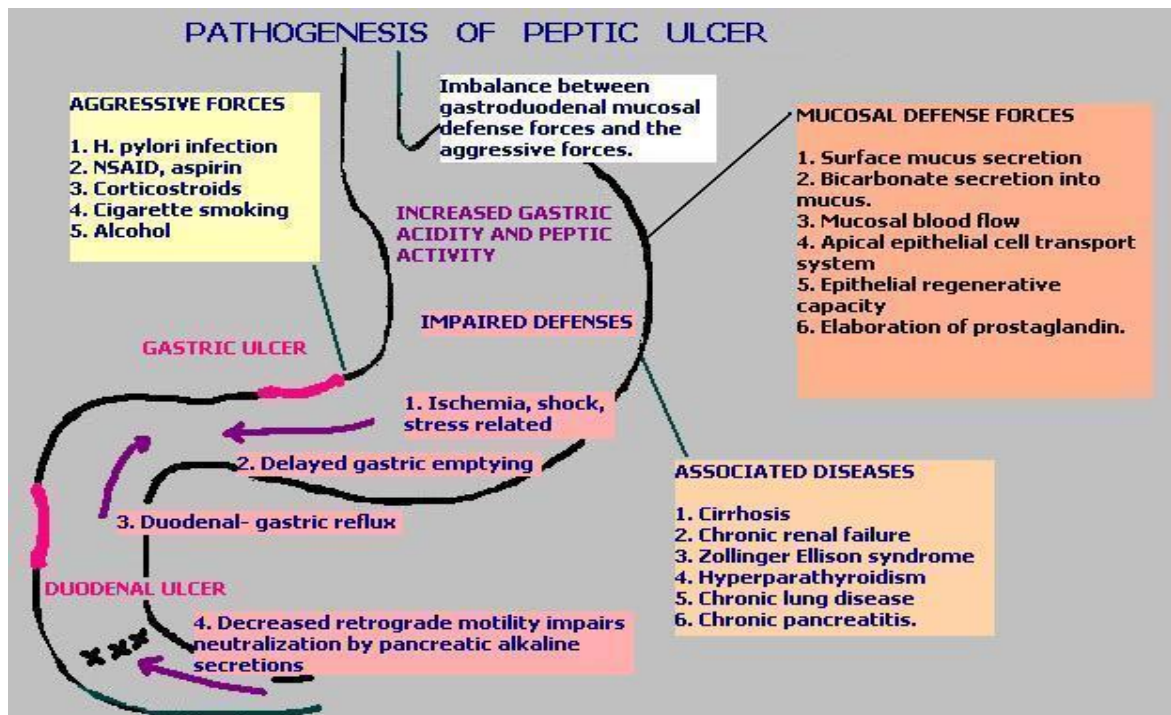 PATHOGENESIS OF PEPTIC ULCER
AGGRESSIVE FORCES
1. H. pylori infection
2. NSAID, aspirin
3. Corticostroids
4. Cigarette smoking
5. Alcohol
Imbalance between
gastroduodenal mucosal
defense forces and the
aggressive forces.
MUCOSAL DEFENSE FORCES
1. Surface mucus secretion
2. Bicarbonate secretion into
mucus.
3. Mucosal blood flow
4. Apical epithelial cell transport
system
5. Epithelial regenerative
capacity
6. Elaboration of prostaglandin.
INCREASED GASTRIC
ACIDITY AND PEPTIC
ACTIVITY
IMPAIRED DEFENSES
GASTRIC ULCER
1. Ischemia, shock,
stress related
2. Delayed gastric emptying
3. Duodenal- gastric reflux
DUODENAL ULCER
4. Decreased retrograde motility impairs
neutralization by pancreatic alkaline
secretions
ASSOCIATED DISEASES
1. Cirrhosis
2. Chronic renal failure
3. Zollinger Ellison syndrome
4. Hyperparathyroidism
5. Chronic lung disease
6. Chronic pancreatitis.